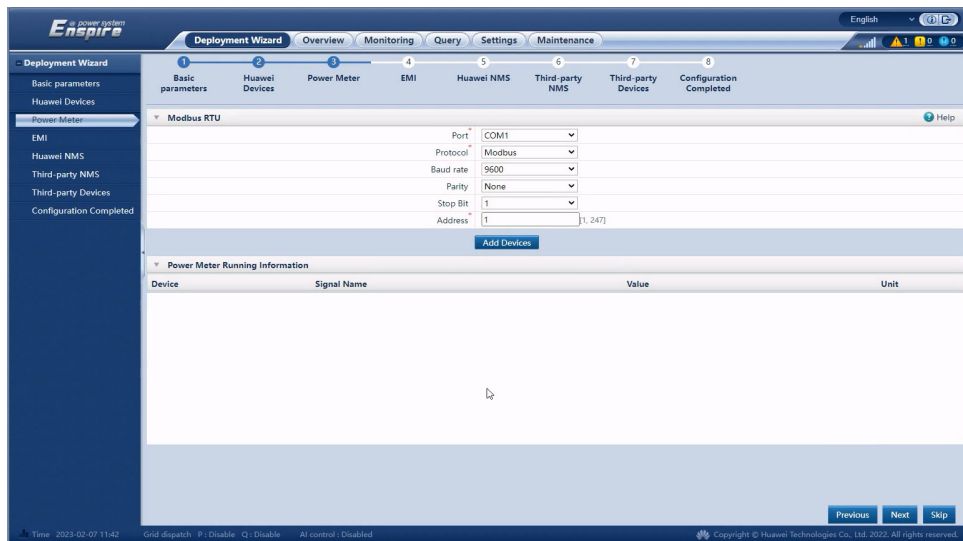 Enspire
e power system
English
Deployment Wizard Overview Monitoring Query Settings Maintenance
1 0 0
Deployment Wizard
Basic parameters
Huawei Devices
Power Meter
EMI
Huawei NMS
Third-party NMS
Third-party Devices
Configuration Completed
1 2 3 4 5 6 7 8
Basic parameters
Huawei Devices
Power Meter
EMI
Huawei NMS
Third-party NMS
Third-party Devices
Configuration Completed
Modbus RTU
Help
Port * COM1
Protocol * Modbus
Baud rate 9600
Parity None
Stop Bit 1
Address * 1 [1, 247]
Add Devices
Power Meter Running Information
Device Signal Name Value Unit
Previous Next Skip
Time 2023-02-07 11:42 Grid dispatch P : Disable Q : Disable AI control : Disabled
Copyright © Huawei Technologies Co., Ltd. 2022. All rights reserved.